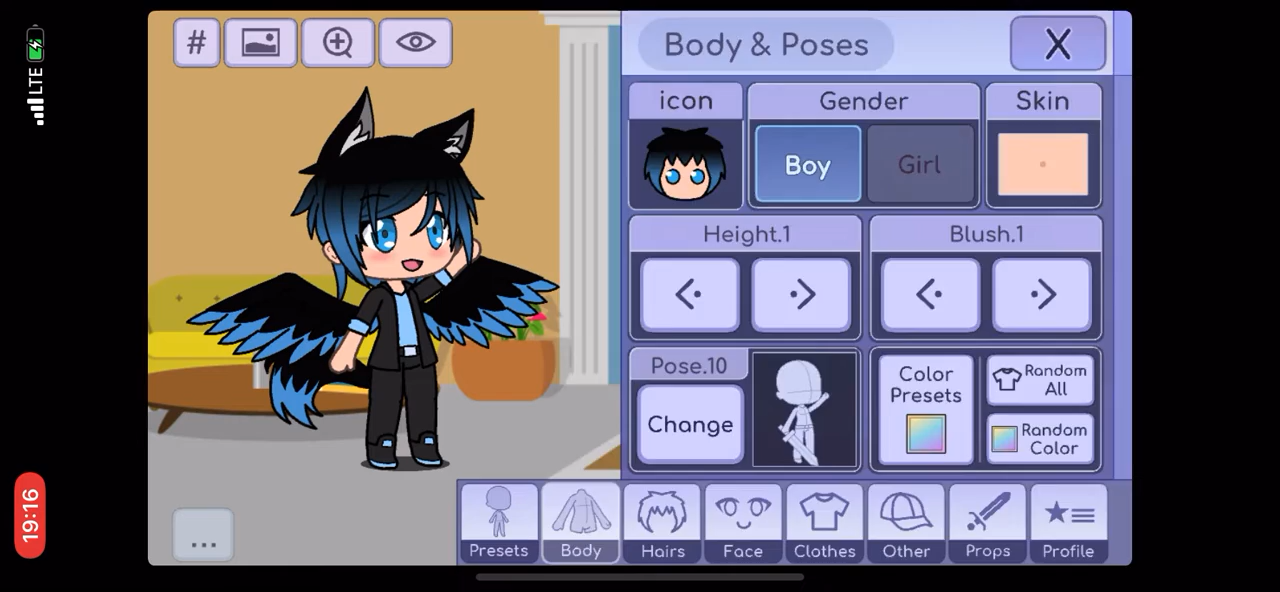 LTE
19:16
#
Body & Poses
X
icon
Gender
Skin
Boy
Girl
Height.1
Blush.1
Pose.10
Change
Color
Presets
Random
All
Random
Color
...
Presets
Body
Hairs
Face
Clothes
Other
Props
Profile